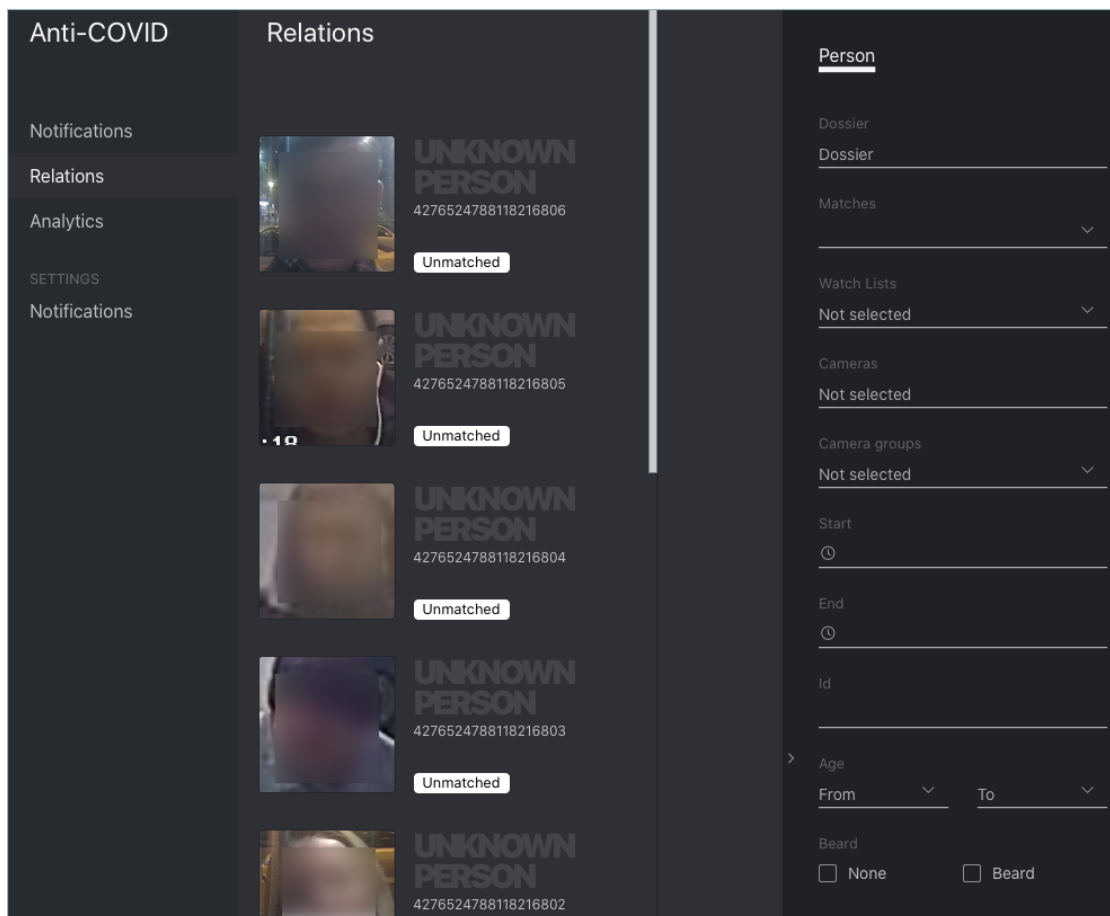 Anti-COVID
Notifications
Relations
Analytics
SETTINGS
Notifications
Relations
UNKNOWN
PERSON
4276524788118216806
Unmatched
:18
UNKNOWN
PERSON
4276524788118216805
Unmatched
UNKNOWN
PERSON
4276524788118216804
Unmatched
UNKNOWN
PERSON
4276524788118216803
Unmatched
UNKNOWN
PERSON
4276524788118216802
Person
Dossier
Dossier
Matches
Watch Lists
Not selected
Cameras
Not selected
Camera groups
Not selected
Start
End
Id
Age
From To
Beard
None Beard